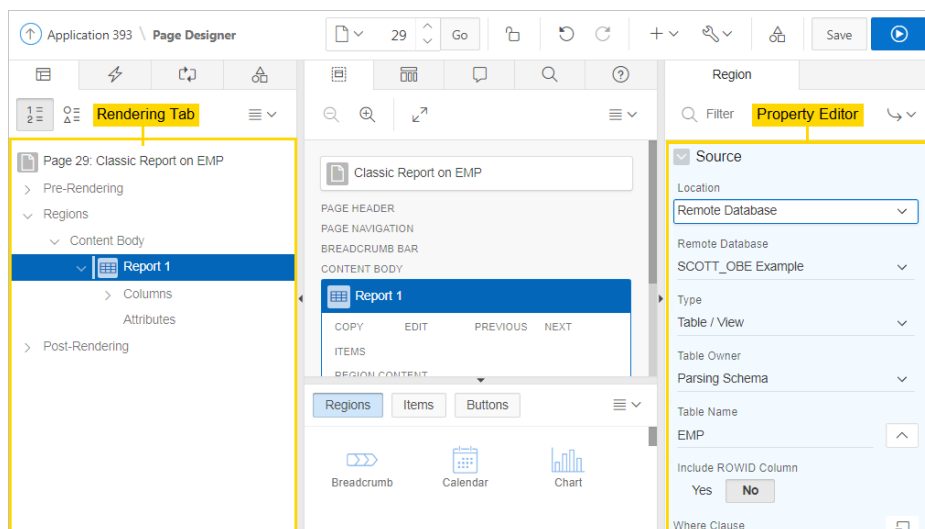 Application 393 \ Page Designer
29
Go
Save
Region
1 =
2 =
Rendering Tab
Filter
Property Editor
Page 29: Classic Report on EMP
Pre-Rendering
Regions
Content Body
Report 1
Columns
Attributes
Post-Rendering
Classic Report on EMP
PAGE HEADER
PAGE NAVIGATION
BREADCRUMB BAR
CONTENT BODY
Report 1
COPY EDIT PREVIOUS NEXT
ITEMS
REGION CONTENT
Regions Items Buttons
Breadcrumb Calendar Chart
Source
Location
Remote Database
Remote Database
SCOTT_OBE Example
Type
Table / View
Table Owner
Parsing Schema
Table Name
EMP
Include ROWID Column
Yes No
Where Clause